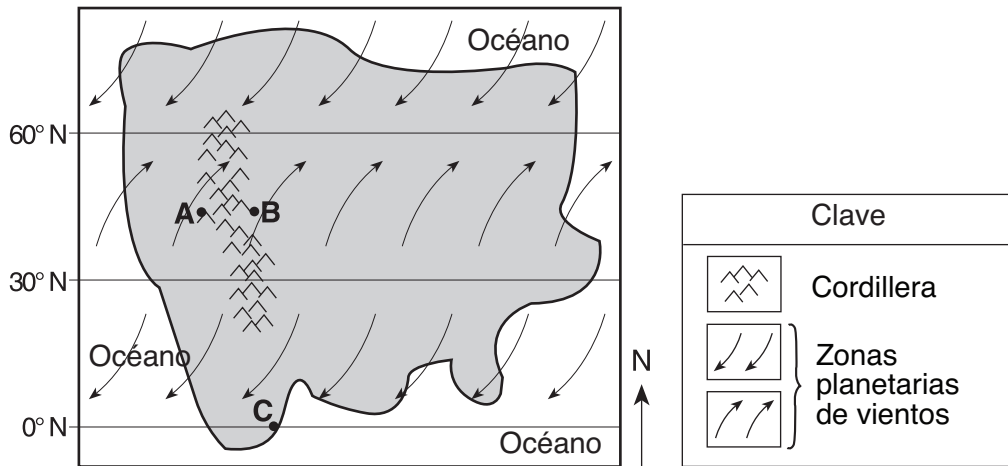 Océano
60° N
A
B
30° N
Océano
C
0° N
Océano
N
Clave
Cordillera
Zonas
planetarias
de vientos